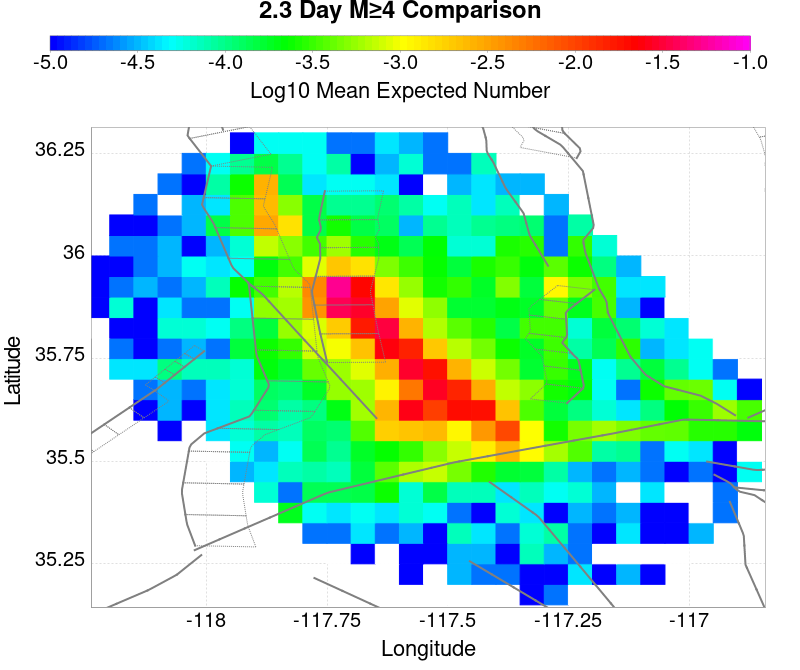 2.3 Day M≥4 Comparison
-5.0 -4.5 -4.0 -3.5 -3.0 -2.5 -2.0 -1.5 -1.0
Log10 Mean Expected Number
36.25
36
35.75
35.5
35.25
Latitude
-118 -117.75 -117.5 -117.25 -117
Longitude